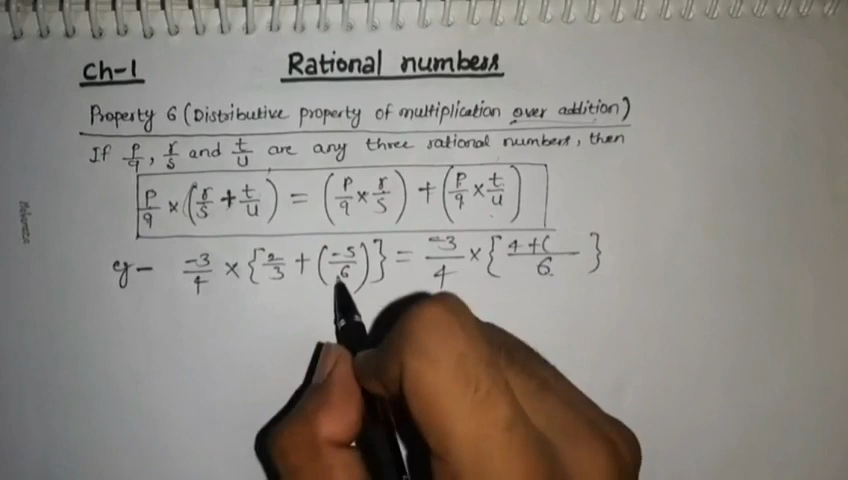 Ch-1 Rational numbers
Property 6 (Distributive property of multiplication over addition)
If p/q, r/s and t/u are any three rational numbers, then
p/q × (r/s + t/u) = (p/q × r/s) + (p/q × t/u)
eg - -3/4 × {2/3 + (-5/6)} = -3/4 × {4+(/6 }